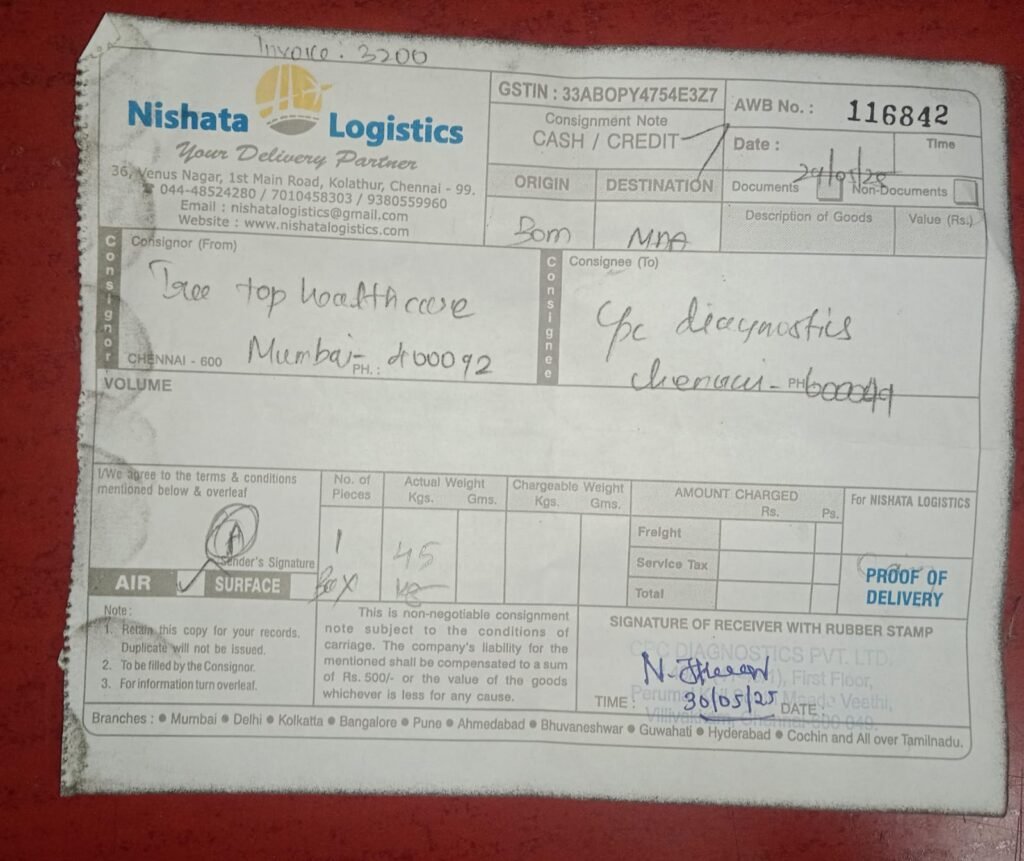 Invoice : 3200
Nishata Logistics
Your Delivery Partner
36, Venus Nagar, 1st Main Road, Kolathur, Chennai - 99.
044-48524280 / 7010458303 / 9380559960
Email : nishatalogistics@gmail.com
Website : www.nishatalogistics.com
GSTIN : 33ABOPY4754E3Z7
Consignment Note
CASH / CREDIT
AWB No. : 116842
Date :
Time
ORIGIN
DESTINATION
Documents
Non-Documents
Bom
MAA
Description of Goods
Value (Rs.)
Consignor
Consignor (From)
Tree top healthcare
CHENNAI - 600
Mumbai-
PH. : 400092
Consignee
Consignee (To)
Cpc diagnostics
Chennai - PH 600049
VOLUME
I/We agree to the terms & conditions
mentioned below & overleaf
Sender's Signature
AIR
SURFACE
No. of
Pieces
1
Box
Actual Weight
Kgs. Gms.
45
KG
Chargeable Weight
Kgs. Gms.
AMOUNT CHARGED
Rs. Ps.
Freight
Service Tax
Total
For NISHATA LOGISTICS
PROOF OF
DELIVERY
Note :
1. Retain this copy for your records.
Duplicate will not be issued.
2. To be filled by the Consignor.
3. For information turn overleaf.
This is non-negotiable consignment
note subject to the conditions of
carriage. The company's liability for the
mentioned shall be compensated to a sum
of Rs. 500/- or the value of the goods
whichever is less for any cause.
SIGNATURE OF RECEIVER WITH RUBBER STAMP
CPC DIAGNOSTICS PVT. LTD.
First Floor,
Veethi,
TIME :
30/05/25
DATE
Branches : ● Mumbai ● Delhi ● Kolkatta ● Bangalore ● Pune ● Ahmedabad ● Bhuvaneshwar ● Guwahati ● Hyderabad ● Cochin and All over Tamilnadu.